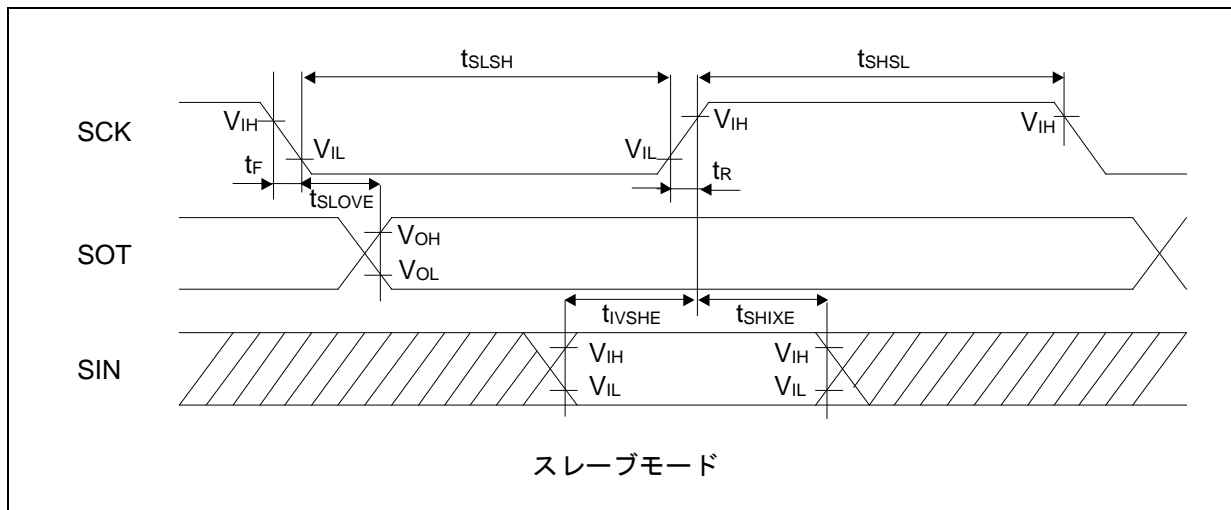 tSLSH
tSHSL
SCK
VIH
VIH
VIH
VIL
VIL
tF
tR
tSLOVE
SOT
VOH
VOL
tIVSHE
tSHIXE
SIN
VIH
VIH
VIL
VIL
スレーブモード